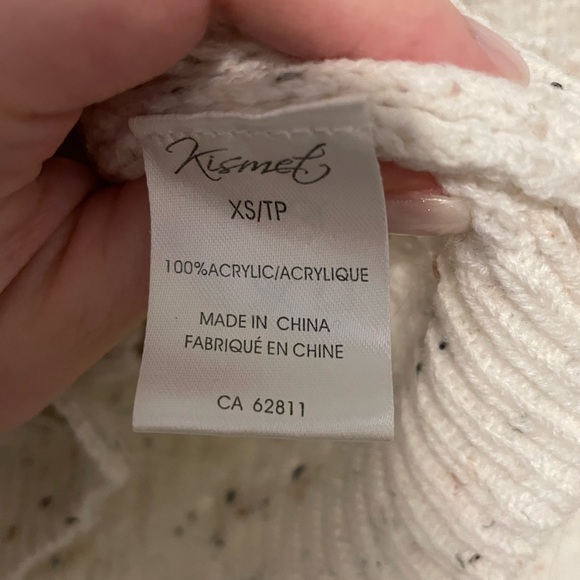 Kismet
XS/TP
100%ACRYLIC/ACRYLIQUE
MADE IN CHINA
FABRIQUÉ EN CHINE
CA 62811